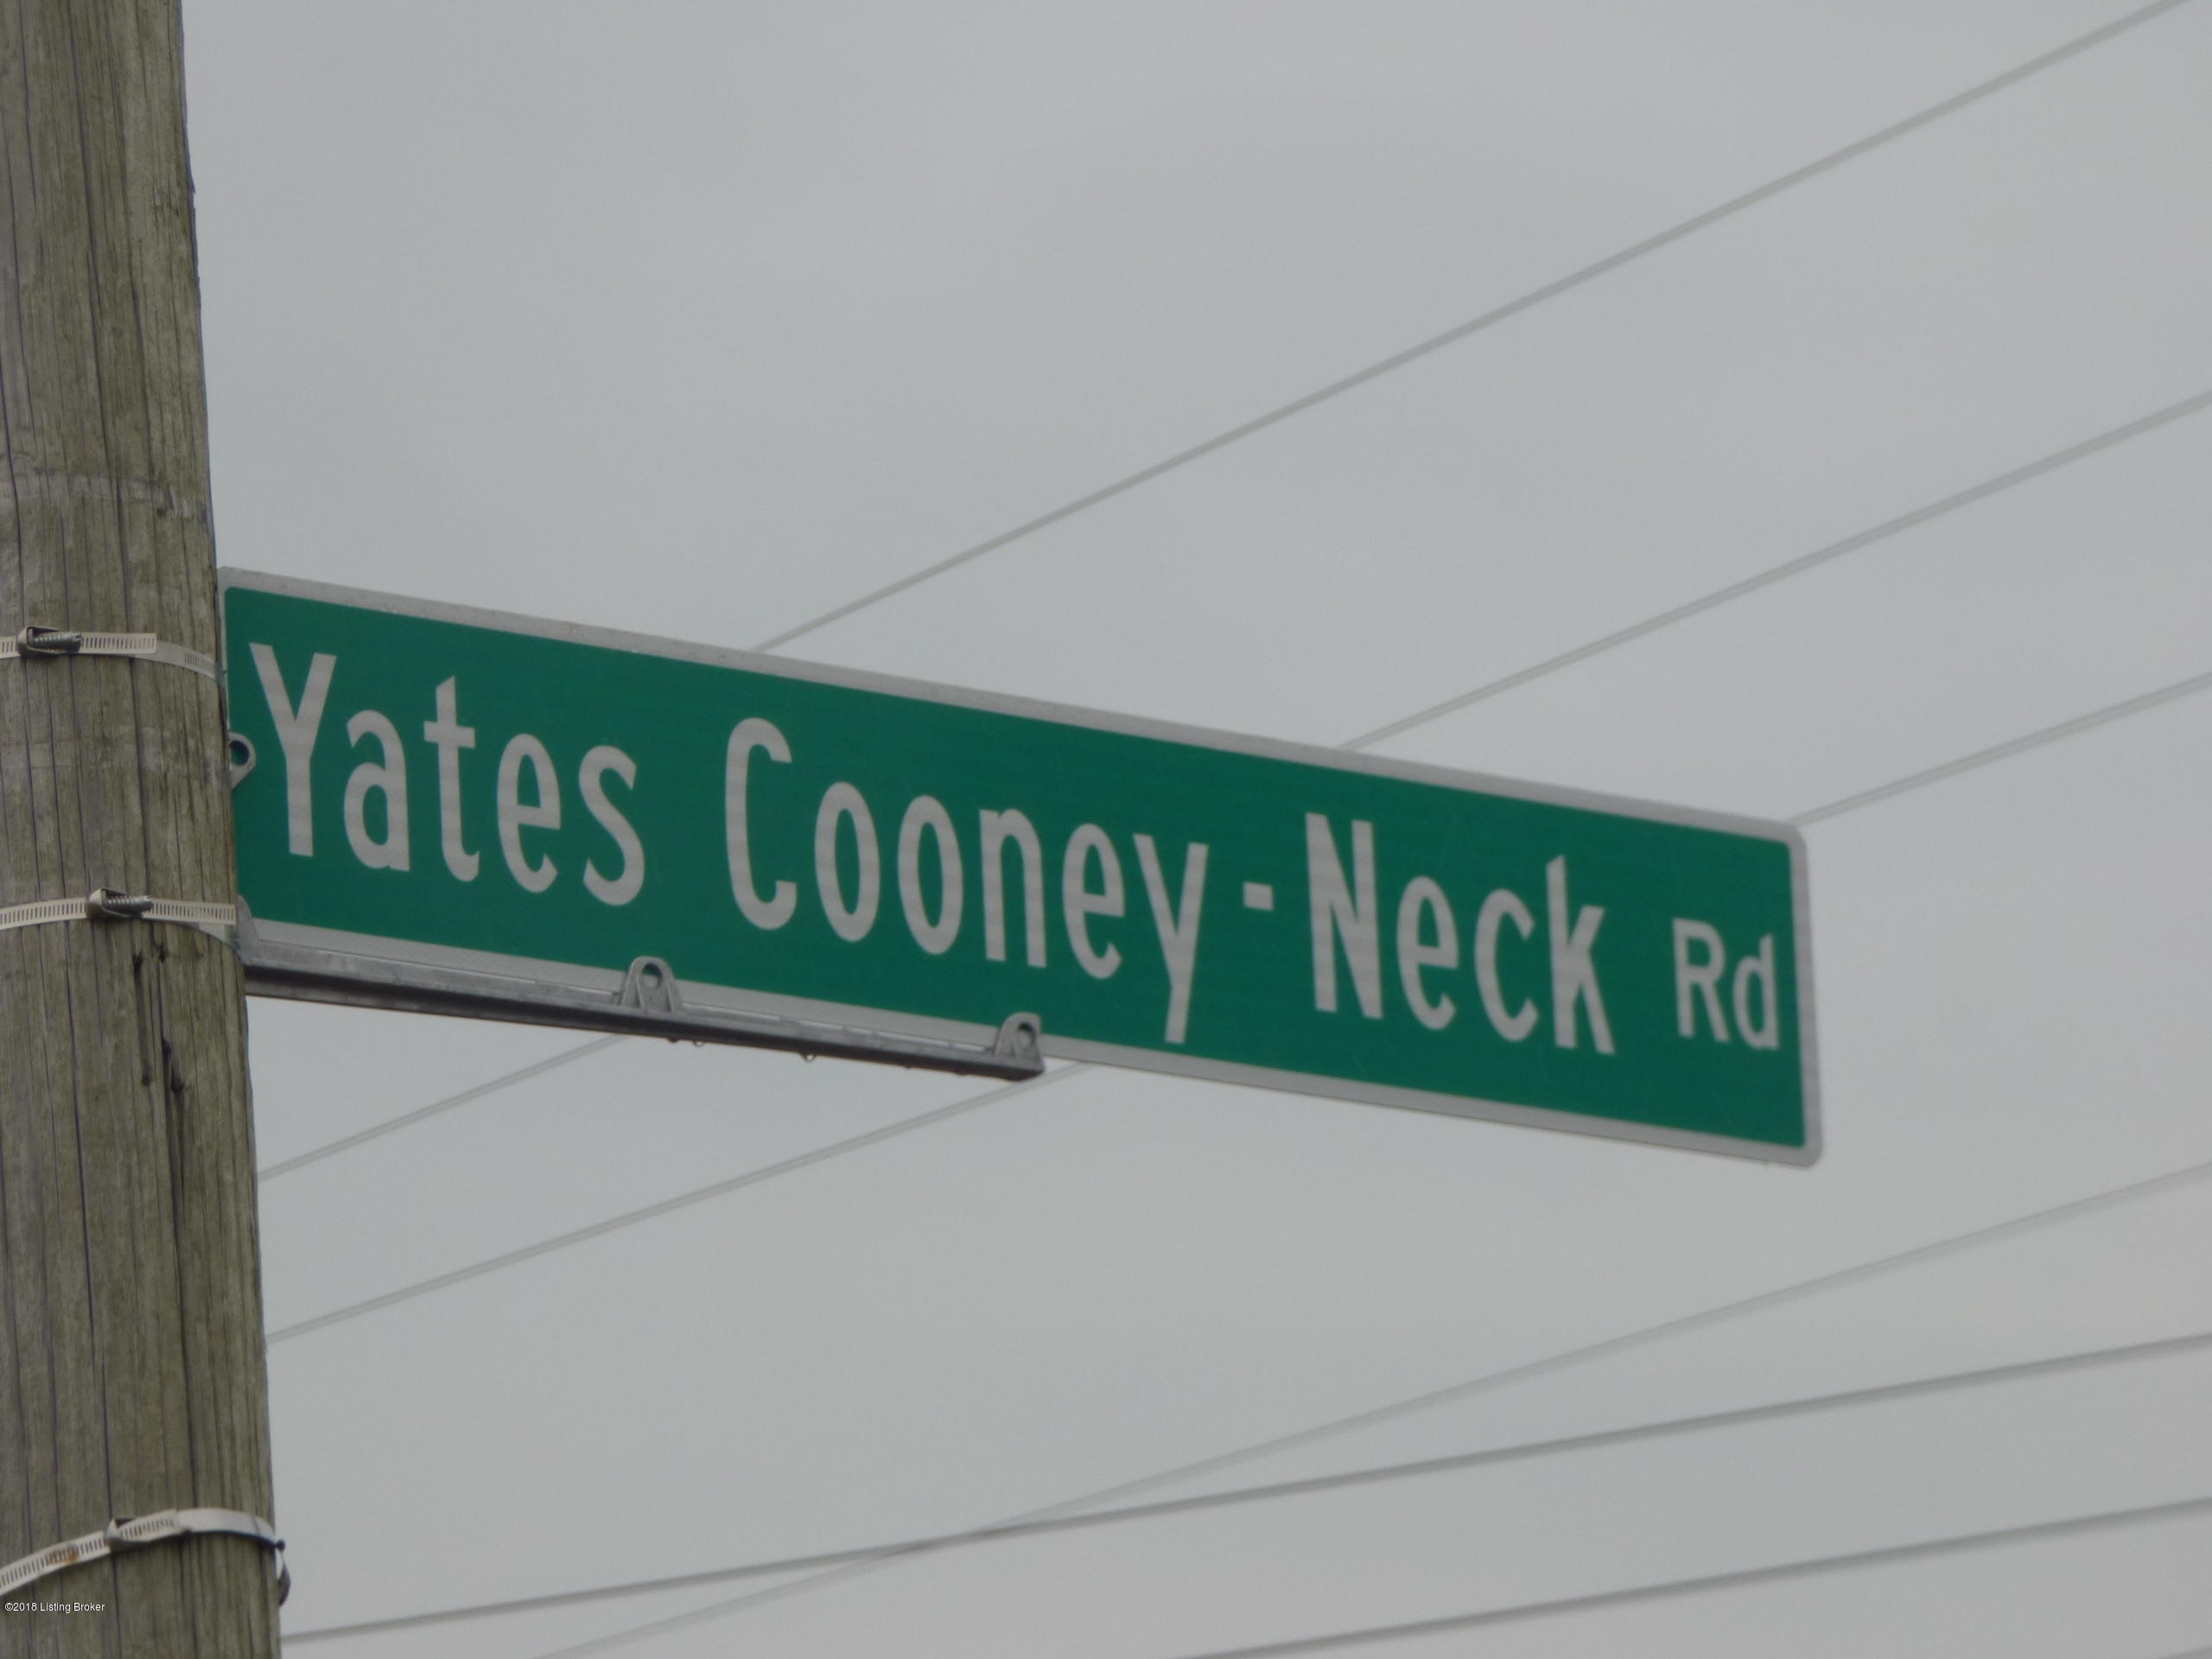 Yates Cooney-Neck Rd
©2018 Listing Broker